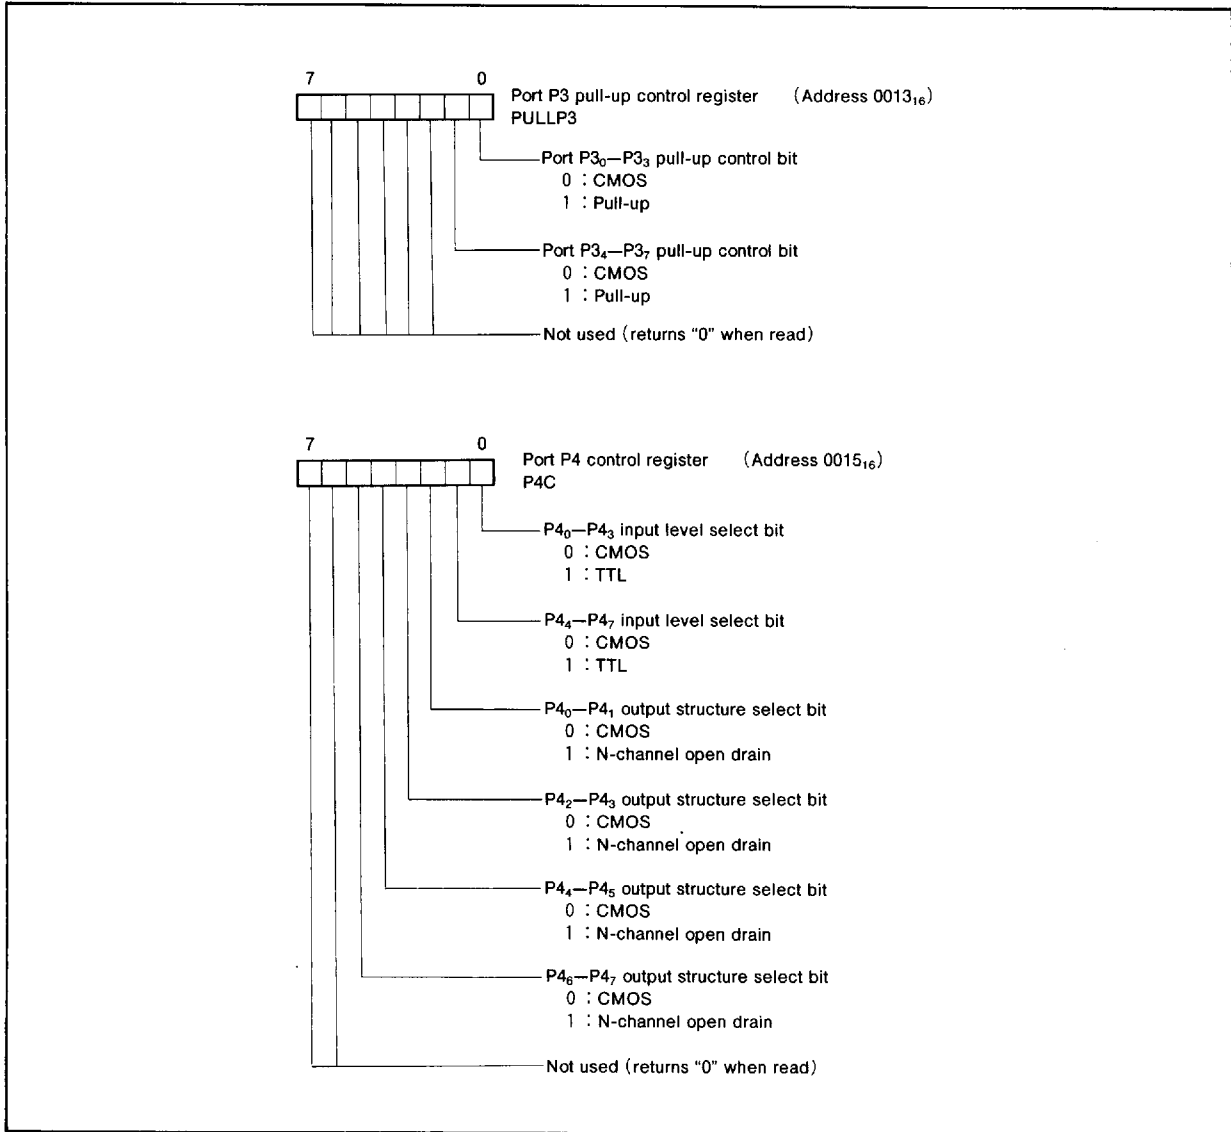 7 0
Port P3 pull-up control register (Address 0013₁₆)
PULLP3
Port P3₀—P3₃ pull-up control bit
0 : CMOS
1 : Pull-up
Port P3₄—P3₇ pull-up control bit
0 : CMOS
1 : Pull-up
Not used (returns "0" when read)
7 0
Port P4 control register (Address 0015₁₆)
P4C
P4₀—P4₃ input level select bit
0 : CMOS
1 : TTL
P4₄—P4₇ input level select bit
0 : CMOS
1 : TTL
P4₀—P4₁ output structure select bit
0 : CMOS
1 : N-channel open drain
P4₂—P4₃ output structure select bit
0 : CMOS
1 : N-channel open drain
P4₄—P4₅ output structure select bit
0 : CMOS
1 : N-channel open drain
P4₆—P4₇ output structure select bit
0 : CMOS
1 : N-channel open drain
Not used (returns "0" when read)